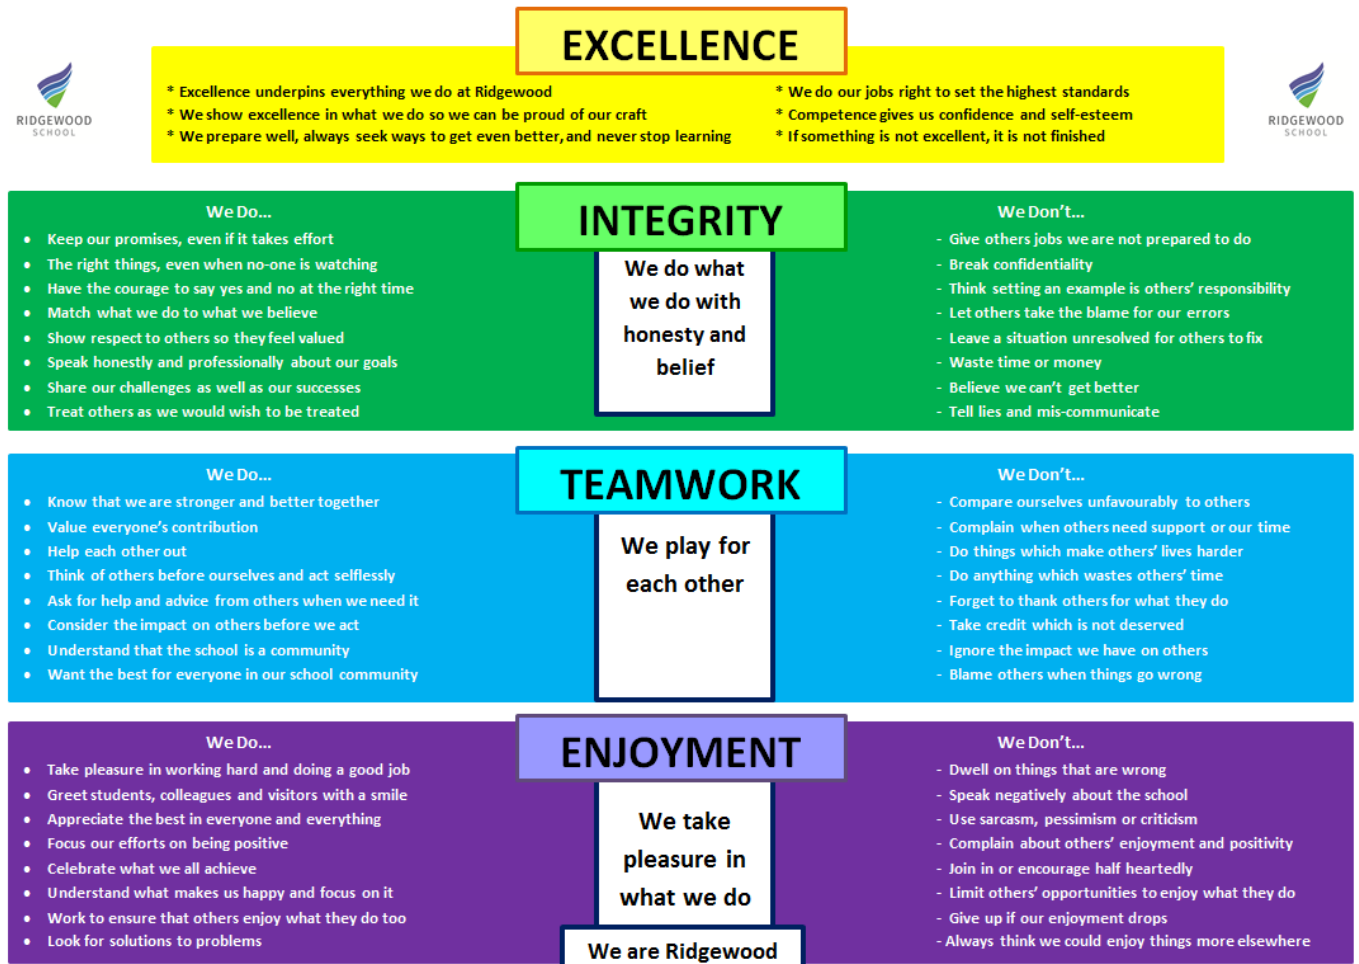 EXCELLENCE
RIDGEWOOD
SCHOOL
* Excellence underpins everything we do at Ridgewood
* We show excellence in what we do so we can be proud of our craft
* We prepare well, always seek ways to get even better, and never stop learning
* We do our jobs right to set the highest standards
* Competence gives us confidence and self-esteem
* If something is not excellent, it is not finished
RIDGEWOOD
SCHOOL
INTEGRITY
We Do...
• Keep our promises, even if it takes effort
• The right things, even when no-one is watching
• Have the courage to say yes and no at the right time
• Match what we do to what we believe
• Show respect to others so they feel valued
• Speak honestly and professionally about our goals
• Share our challenges as well as our successes
• Treat others as we would wish to be treated
We do what
we do with
honesty and
belief
We Don't...
- Give others jobs we are not prepared to do
- Break confidentiality
- Think setting an example is others' responsibility
- Let others take the blame for our errors
- Leave a situation unresolved for others to fix
- Waste time or money
- Believe we can't get better
- Tell lies and mis-communicate
TEAMWORK
We Do...
• Know that we are stronger and better together
• Value everyone's contribution
• Help each other out
• Think of others before ourselves and act selflessly
• Ask for help and advice from others when we need it
• Consider the impact on others before we act
• Understand that the school is a community
• Want the best for everyone in our school community
We play for
each other
We Don't...
- Compare ourselves unfavourably to others
- Complain when others need support or our time
- Do things which make others' lives harder
- Do anything which wastes others' time
- Forget to thank others for what they do
- Take credit which is not deserved
- Ignore the impact we have on others
- Blame others when things go wrong
ENJOYMENT
We Do...
• Take pleasure in working hard and doing a good job
• Greet students, colleagues and visitors with a smile
• Appreciate the best in everyone and everything
• Focus our efforts on being positive
• Celebrate what we all achieve
• Understand what makes us happy and focus on it
• Work to ensure that others enjoy what they do too
• Look for solutions to problems
We take
pleasure in
what we do
We are Ridgewood
We Don't...
- Dwell on things that are wrong
- Speak negatively about the school
- Use sarcasm, pessimism or criticism
- Complain about others' enjoyment and positivity
- Join in or encourage half heartedly
- Limit others' opportunities to enjoy what they do
- Give up if our enjoyment drops
- Always think we could enjoy things more elsewhere